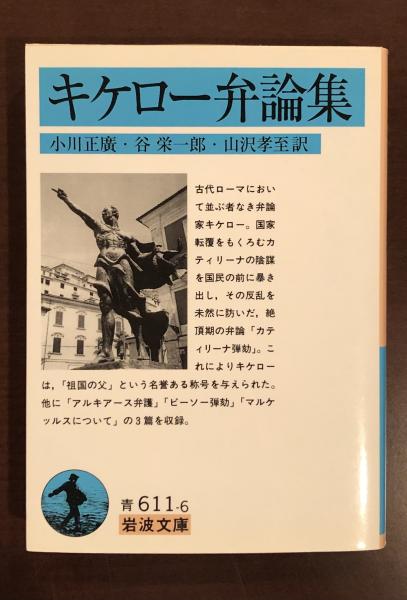 キケロー弁論集
小川正廣・谷 栄一郎・山沢孝至訳
古代ローマにおい
て並ぶ者なき弁論
家キケロー。国家
転覆をもくろむカ
ティリーナの陰謀
を国民の前に暴き
出し，その反乱を
未然に防いだ，絶
頂期の弁論「カテ
ィリーナ弾劾」。こ
れによりキケロー
は，「祖国の父」という名誉ある称号を与えられた。
他に「アルキアース弁護」「ピーソー弾劾」「マルケ
ッルスについて」の3篇を収録。
青 611-6
岩波文庫